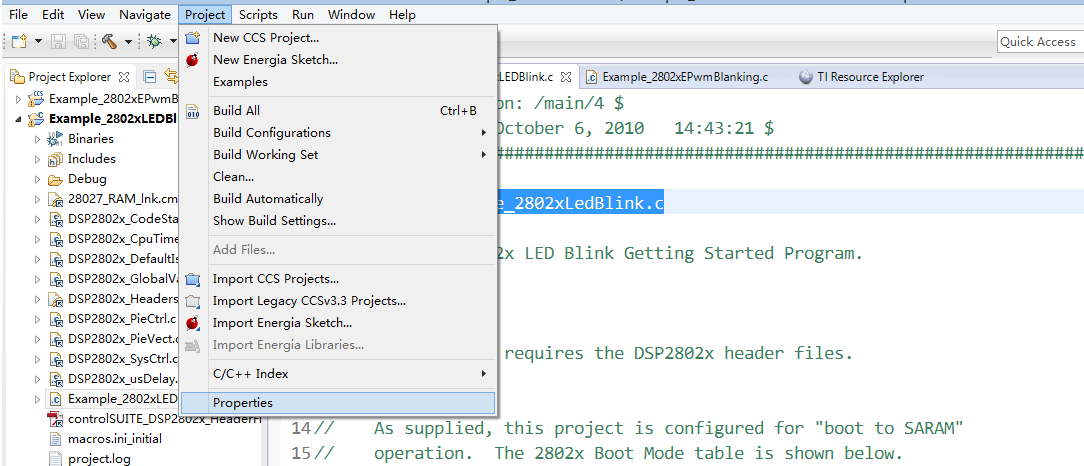 File Edit View Navigate Project Scripts Run Window Help
Quick Access
Project Explorer
Example_2802xEPwmB
Example_2802xLEDBl
Binaries
Includes
Debug
28027_RAM_lnk.cm
DSP2802x_CodeSta
DSP2802x_CpuTime
DSP2802x_DefaultIs
DSP2802x_GlobalVa
DSP2802x_Headers
DSP2802x_PieCtrl.c
DSP2802x_PieVect.c
DSP2802x_SysCtrl.c
DSP2802x_usDelay.
Example_2802xLED
controlSUITE_DSP2802x_HeaderFi
macros.ini_initial
project.log
New CCS Project...
New Energia Sketch...
Examples
Build All Ctrl+B
Build Configurations
Build Working Set
Clean...
Build Automatically
Show Build Settings...
Add Files...
Import CCS Projects...
Import Legacy CCSv3.3 Projects...
Import Energia Sketch...
Import Energia Libraries...
C/C++ Index
Properties
LEDBlink.c Example_2802xEPwmBlanking.c TI Resource Explorer
on: /main/4 $
October 6, 2010 14:43:21 $
e_2802xLedBlink.c
2x LED Blink Getting Started Program.
requires the DSP2802x header files.
14 // As supplied, this project is configured for "boot to SARAM"
15 // operation. The 2802x Boot Mode table is shown below.